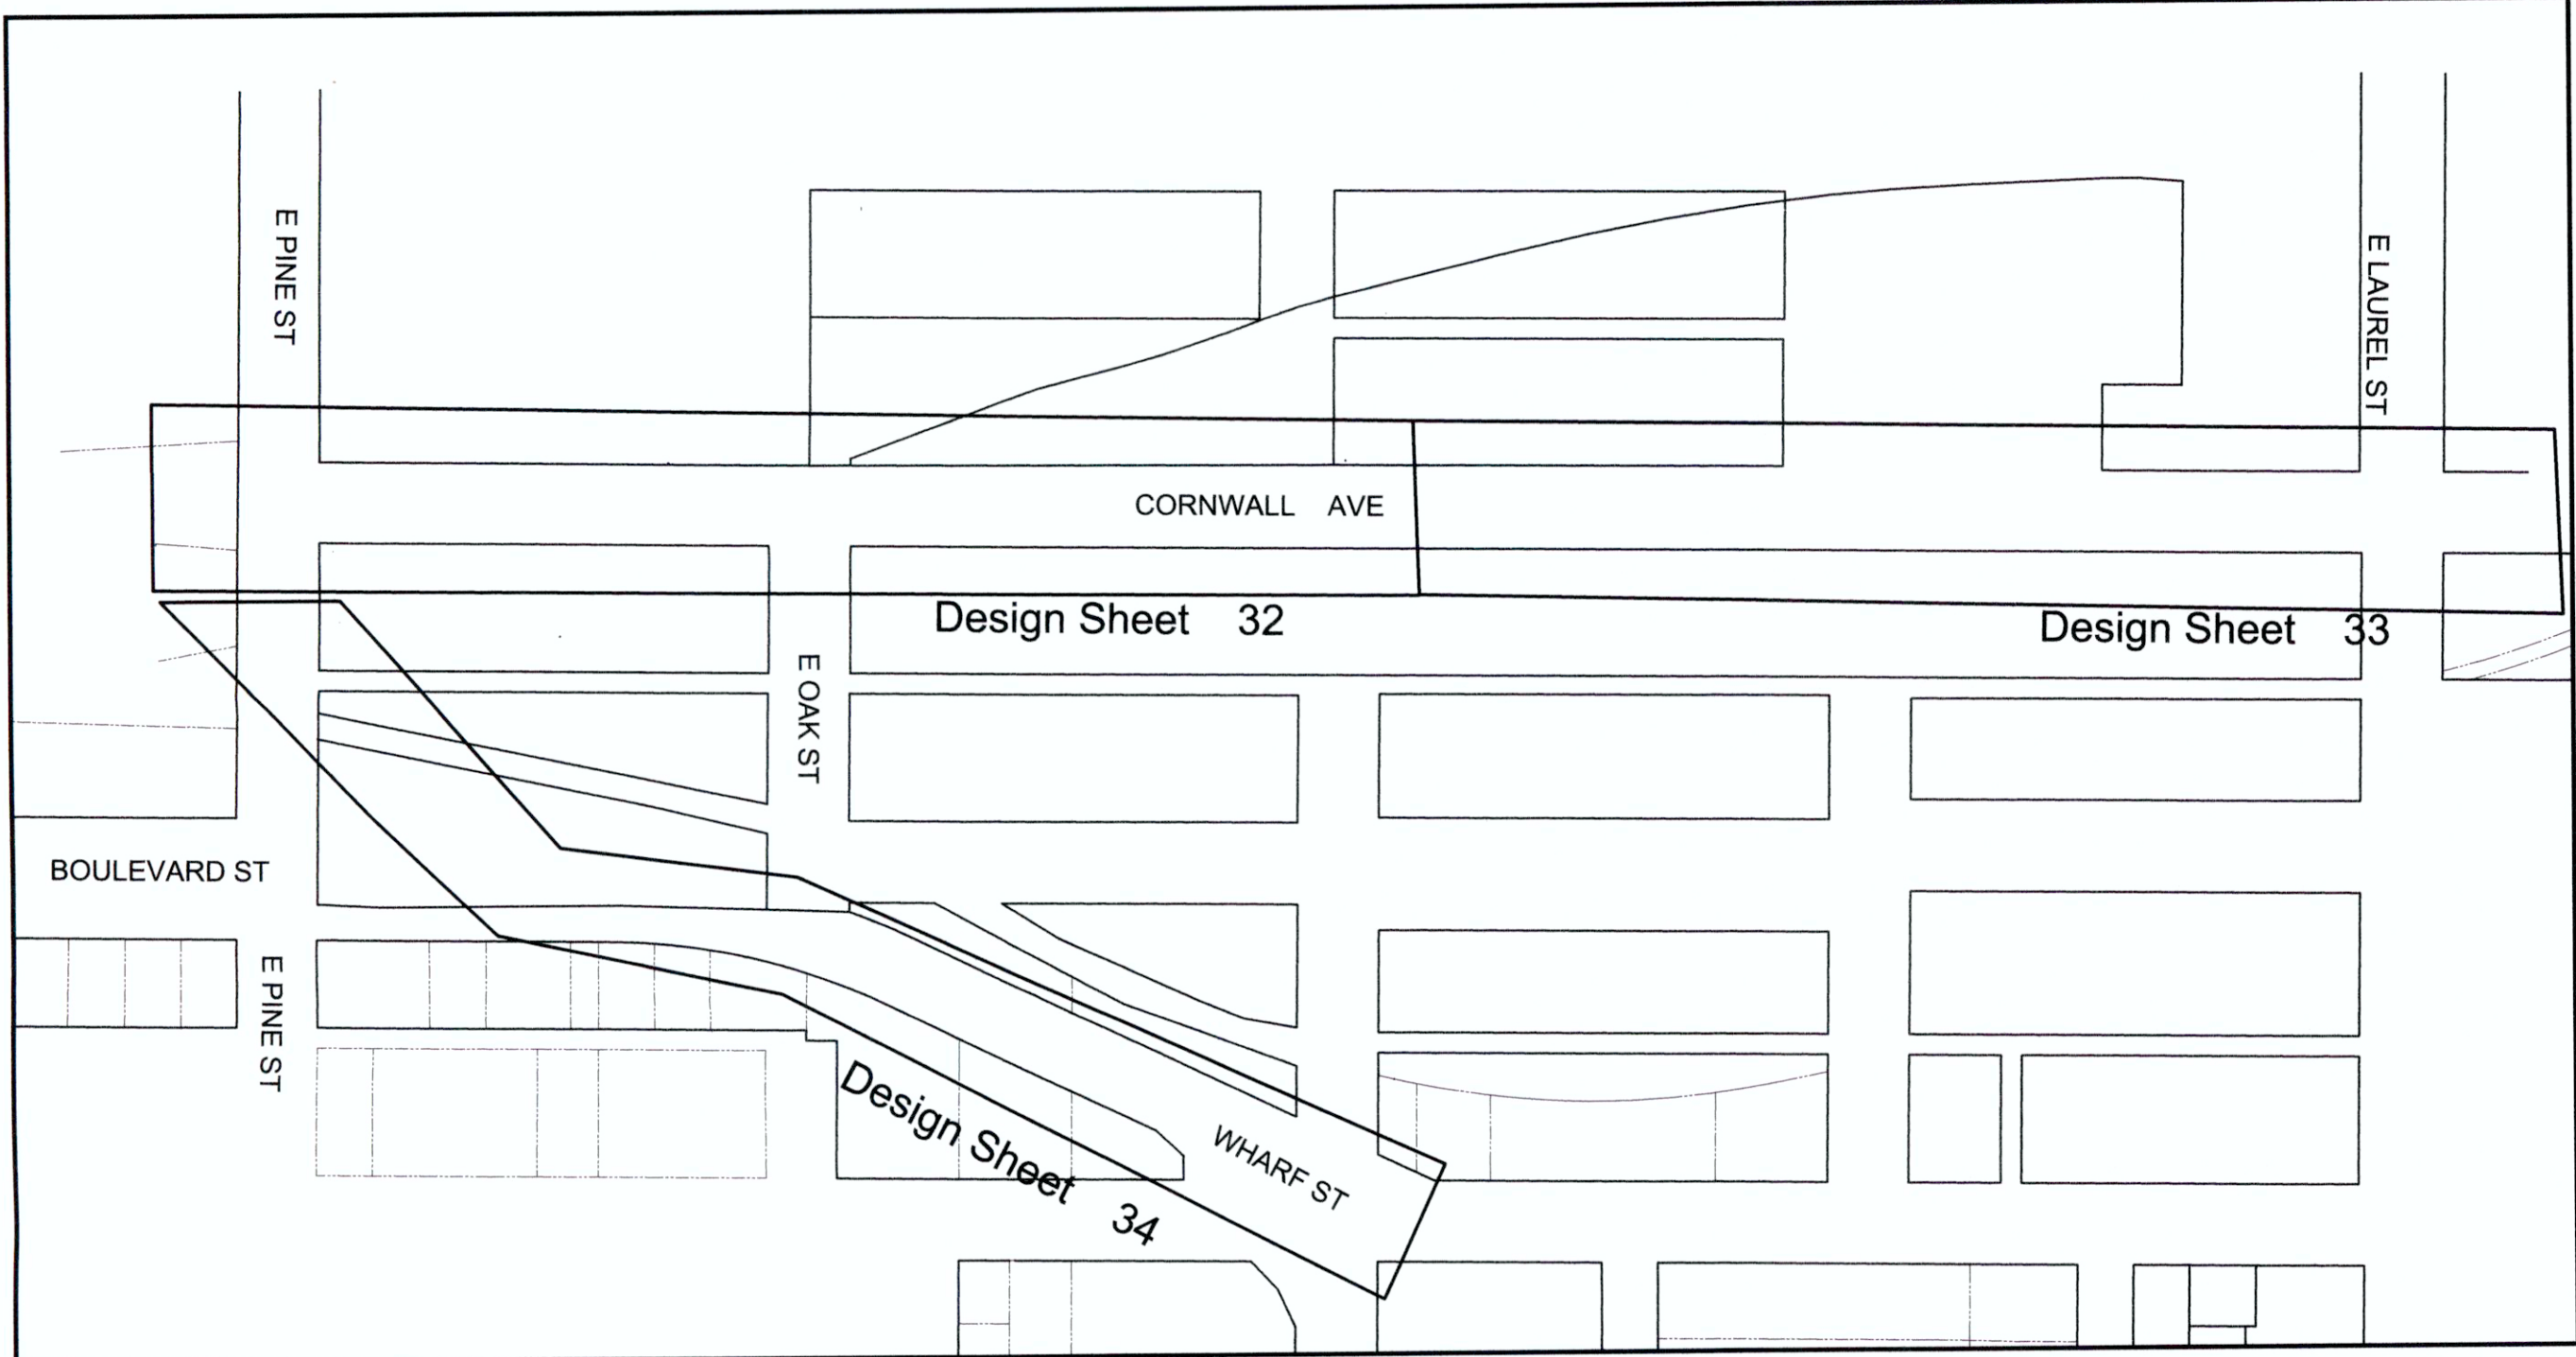 E PINE ST
E LAUREL ST
CORNWALL AVE
Design Sheet 32
Design Sheet 33
E OAK ST
BOULEVARD ST
E PINE ST
Design Sheet 34
WHARF ST